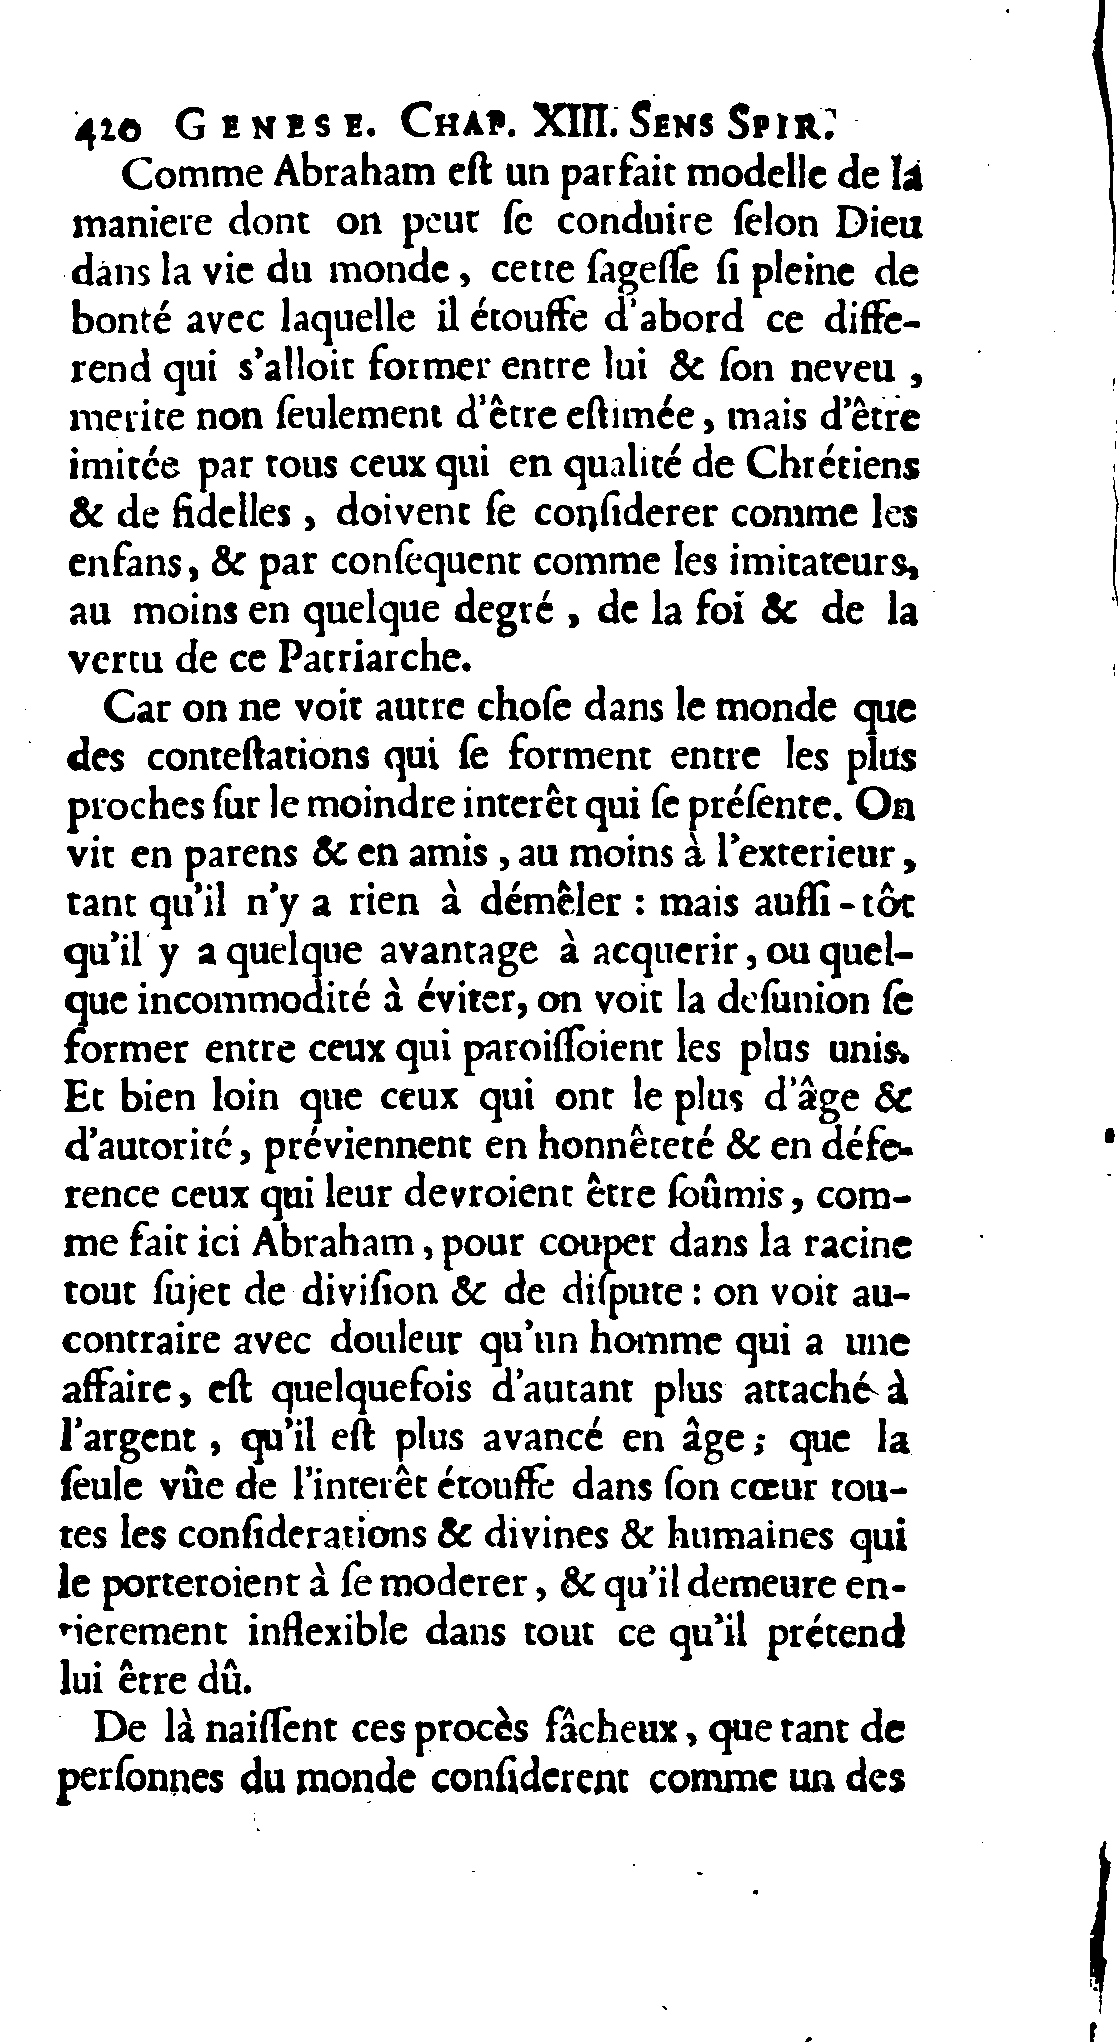 420 GENESE. CHAP. XIII. SENS SPIR.
Comme Abraham eſt un parfait modelle de la
maniere dont on peut ſe conduire ſelon Dieu
dans la vie du monde, cette ſageſſe ſi pleine de
bonté avec laquelle il étouffe d'abord ce diffe-
rend qui s'alloit former entre lui & ſon neveu,
merite non ſeulement d'être eſtimée, mais d'être
imitée par tous ceux qui en qualité de Chrétiens
& de fidelles, doivent ſe conſiderer comme les
enfans, & par conſequent comme les imitateurs,
au moins en quelque degré, de la foi & de la
vertu de ce Patriarche.
Car on ne voit autre choſe dans le monde que
des conteſtations qui ſe forment entre les plus
proches ſur le moindre interêt qui ſe préſente. On
vit en parens & en amis, au moins à l'exterieur,
tant qu'il n'y a rien à démêler : mais auſſi-tôt
qu'il y a quelque avantage à acquerir, ou quel-
que incommodité à éviter, on voit la deſunion ſe
former entre ceux qui paroiſſoient les plus unis.
Et bien loin que ceux qui ont le plus d'âge &
d'autorité, préviennent en honnêteté & en défe-
rence ceux qui leur devroient être ſoûmis, com-
me fait ici Abraham, pour couper dans la racine
tout ſujet de diviſion & de diſpute : on voit au-
contraire avec douleur qu'un homme qui a une
affaire, eſt quelquefois d'autant plus attaché à
l'argent, qu'il eſt plus avancé en âge; que la
ſeule vûe de l'interêt étouffe dans ſon cœur tou-
tes les conſiderations & divines & humaines qui
le porteroient à ſe moderer, & qu'il demeure en-
tierement inflexible dans tout ce qu'il prétend
lui être dû.
De là naiſſent ces procès fâcheux, que tant de
perſonnes du monde conſiderent comme un des